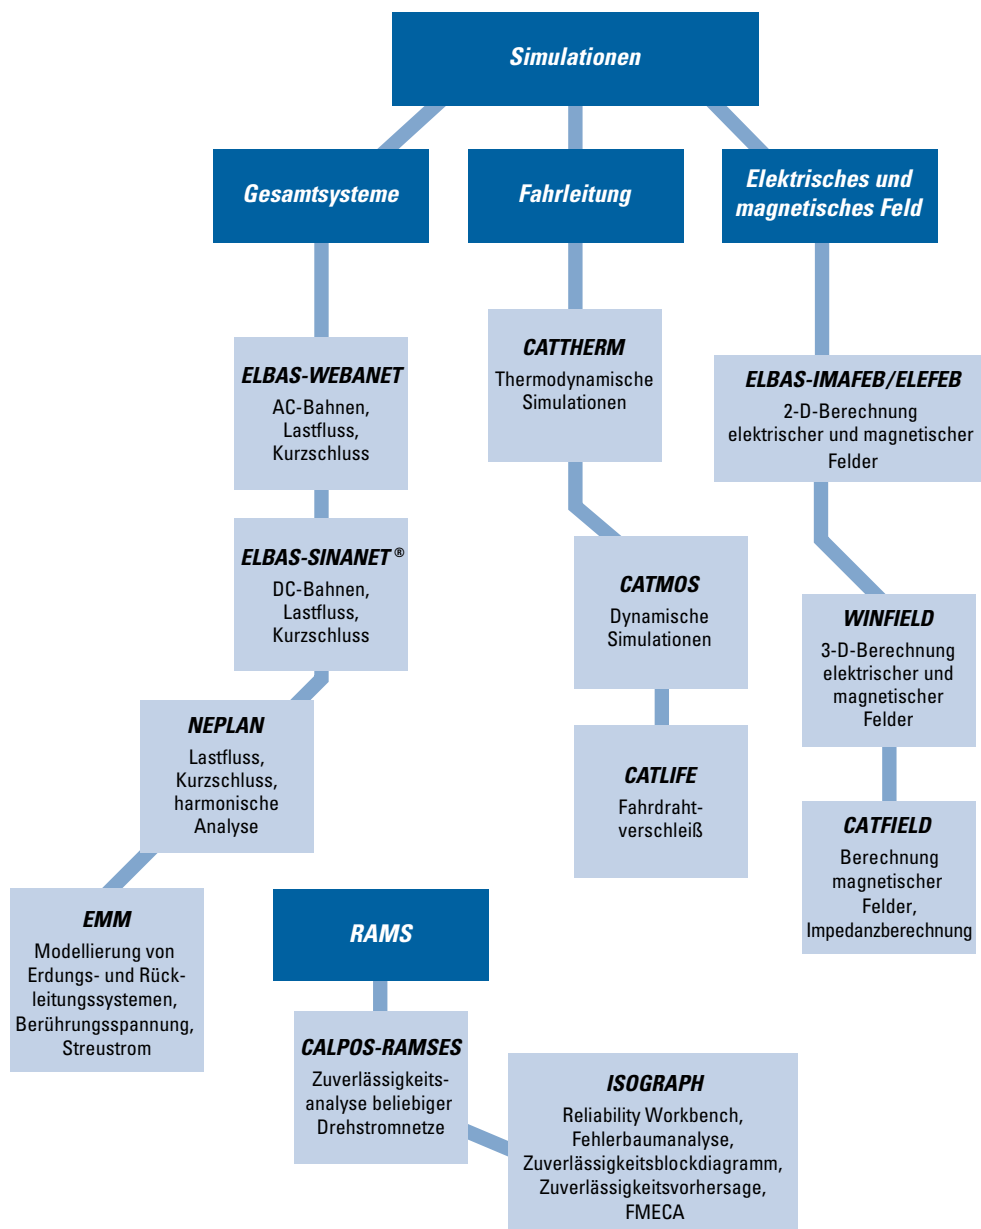 Simulationen
Gesamtsysteme
Fahrleitung
Elektrisches und
magnetisches Feld
ELBAS-WEBANET
AC-Bahnen,
Lastfluss,
Kurzschluss
ELBAS-SINANET ®
DC-Bahnen,
Lastfluss,
Kurzschluss
NEPLAN
Lastfluss,
Kurzschluss,
harmonische
Analyse
EMM
Modellierung von
Erdungs- und Rück-
leitungssystemen,
Berührungsspannung,
Streustrom
CATTHERM
Thermodynamische
Simulationen
CATMOS
Dynamische
Simulationen
CATLIFE
Fahrdraht-
verschleiß
ELBAS-IMAFEB/ELEFEB
2-D-Berechnung
elektrischer und magnetischer
Felder
WINFIELD
3-D-Berechnung
elektrischer und
magnetischer
Felder
CATFIELD
Berechnung
magnetischer
Felder,
Impedanzberechnung
RAMS
CALPOS-RAMSES
Zuverlässigkeits-
analyse beliebiger
Drehstromnetze
ISOGRAPH
Reliability Workbench,
Fehlerbaumanalyse,
Zuverlässigkeitsblockdiagramm,
Zuverlässigkeitsvorhersage,
FMECA